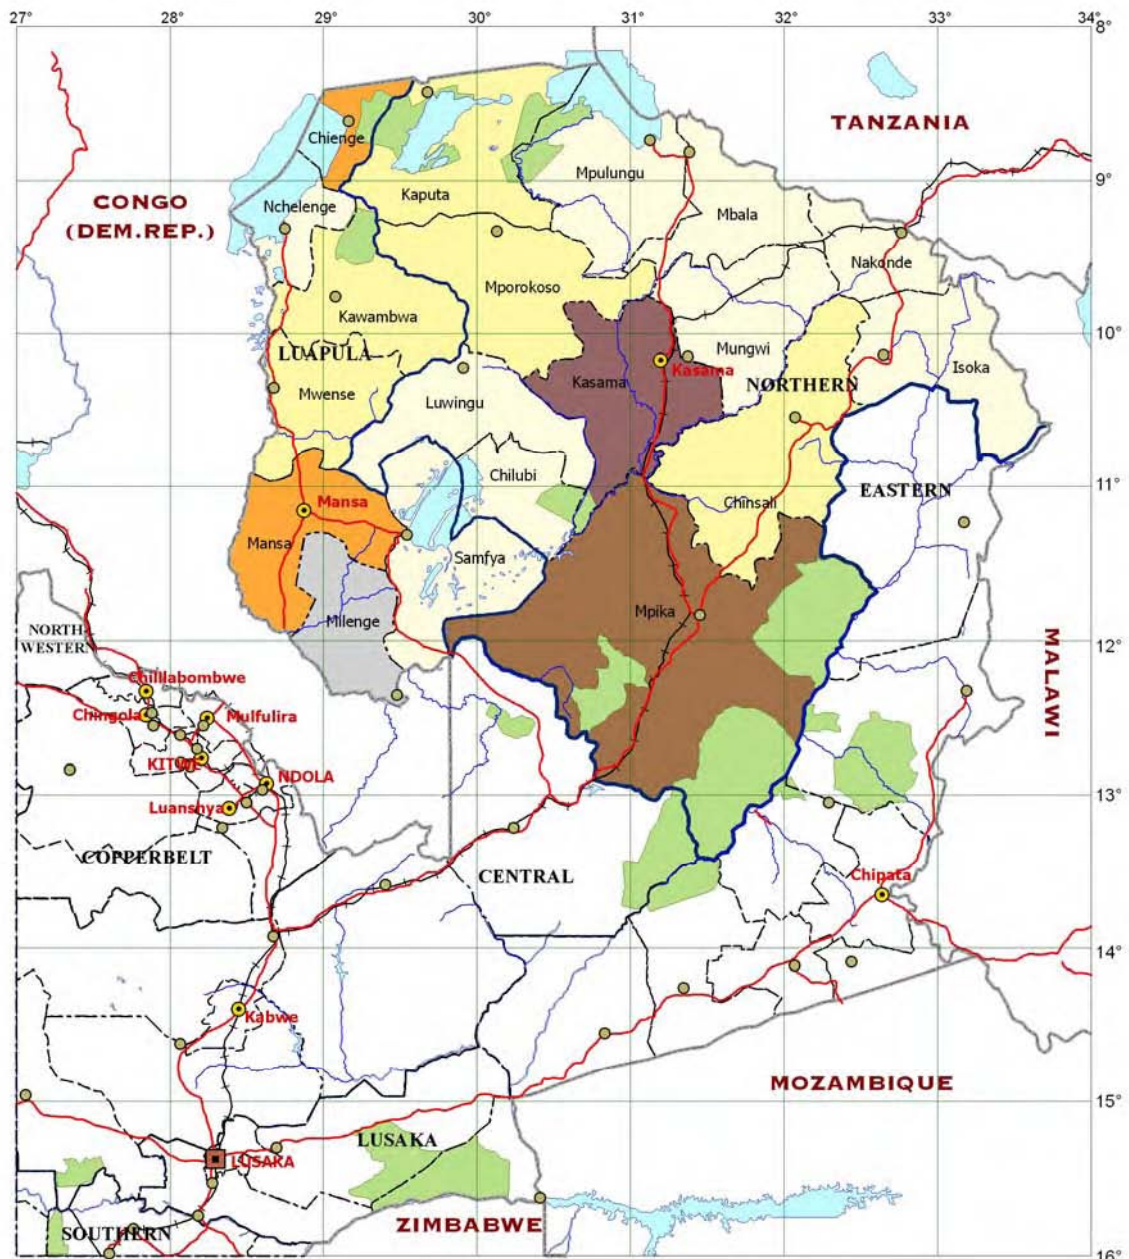 27°
28°
29°
30°
31°
32°
33°
34°
8°
TANZANIA
Chienge
Mpulungu
9°
Kaputa
CONGO
(DEM.REP.)
Nchelenge
Mbala
Nakonde
Mporokoso
Kawambwa
10°
LUAPULA
Mungwi
Kasama
Kasama
NORTHERN
Isoka
Mwense
Luwingu
Chilubi
EASTERN
11°
Mansa
Chinsali
Mansa
Samfya
Mpika
Milenge
NORTH-
WESTERN
12°
MALAWI
Chililabombwe
Chingola
Mulfulira
KITWE
NDOLA
Luanshya
13°
COPPERBELT
CENTRAL
Chipata
14°
Kabwe
MOZAMBIQUE
15°
LUSAKA
LUSAKA
ZIMBABWE
SOUTHERN
16°